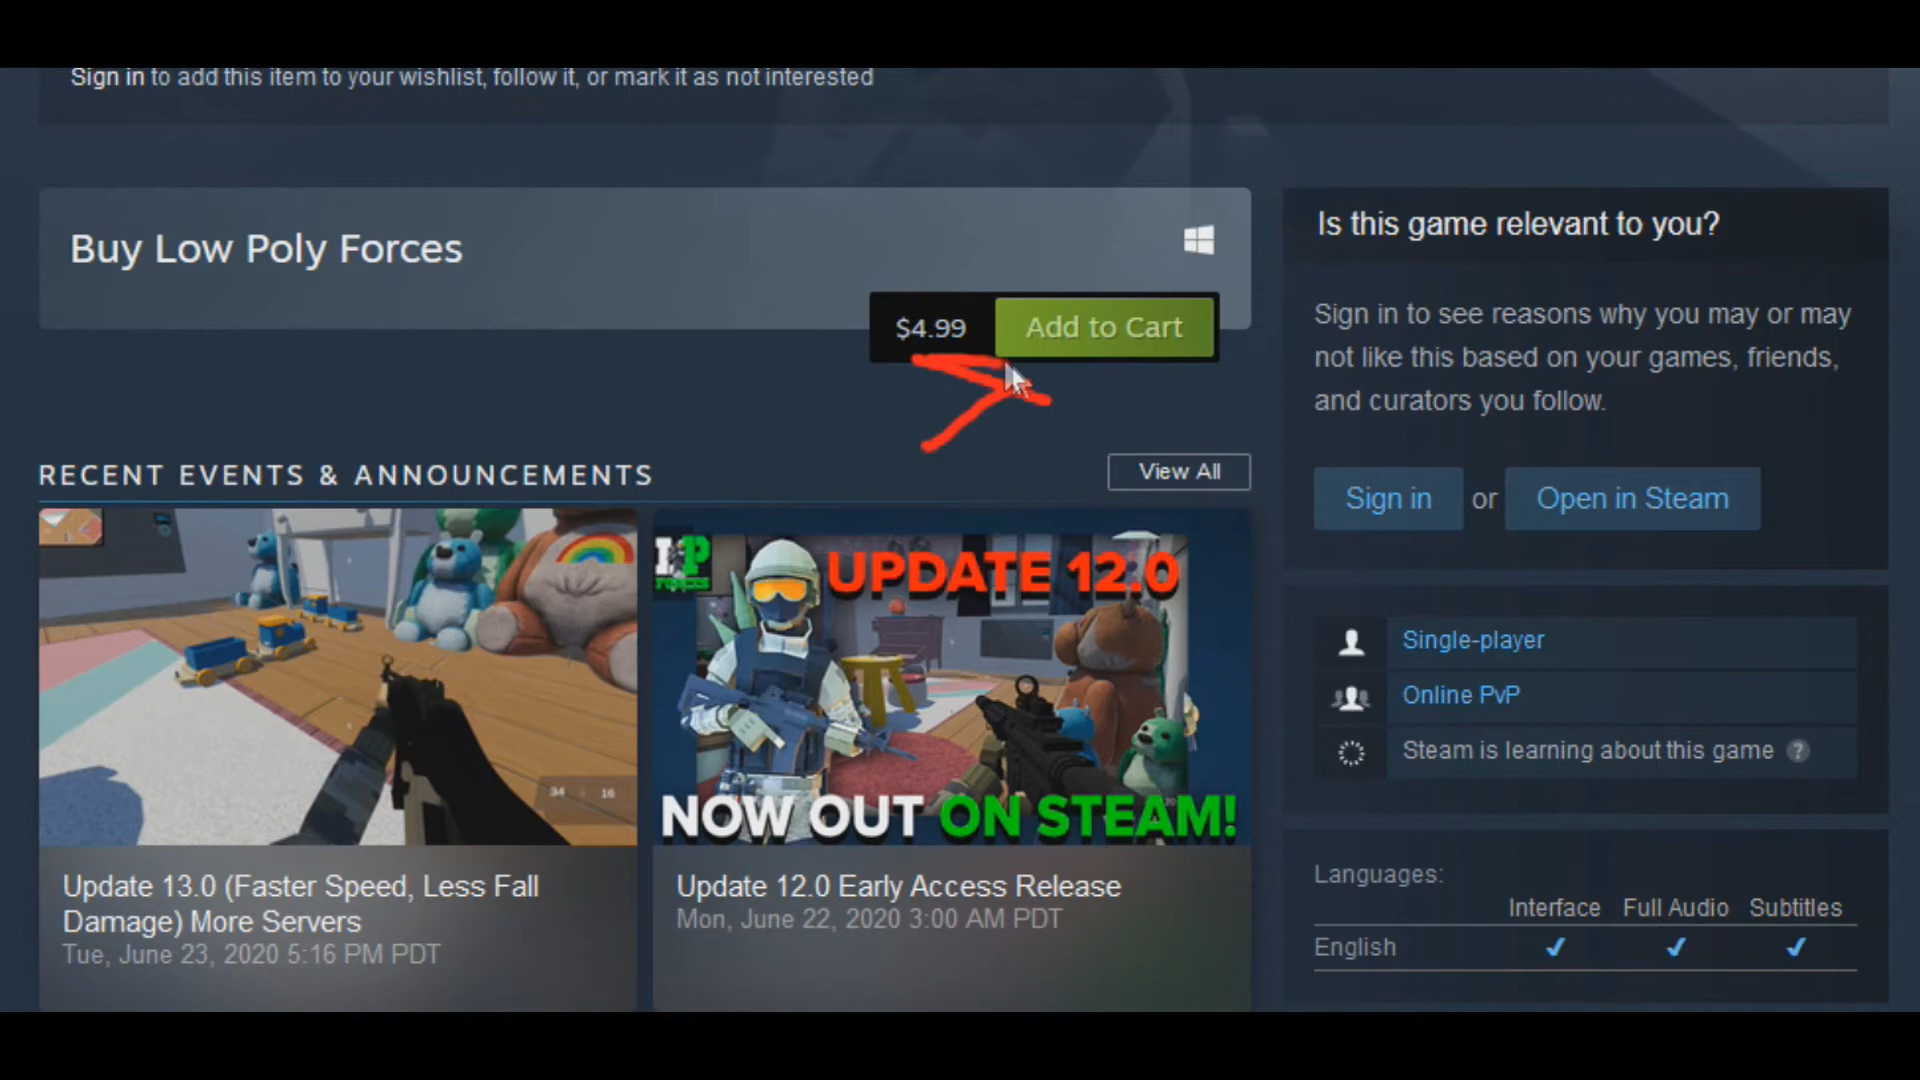 Sign in to add this item to your wishlist, follow it, or mark it as not interested
Buy Low Poly Forces
$4.99
Add to Cart
RECENT EVENTS & ANNOUNCEMENTS
View All
UPDATE 12.0
NOW OUT ON STEAM!
34
16
Update 13.0 (Faster Speed, Less Fall
Damage) More Servers
Tue, June 23, 2020 5:16 PM PDT
Update 12.0 Early Access Release
Mon, June 22, 2020 3:00 AM PDT
Is this game relevant to you?
Sign in to see reasons why you may or may
not like this based on your games, friends,
and curators you follow.
Sign in or Open in Steam
Single-player
Online PvP
Steam is learning about this game ?
Languages:
Interface Full Audio Subtitles
English ✔ ✔ ✔